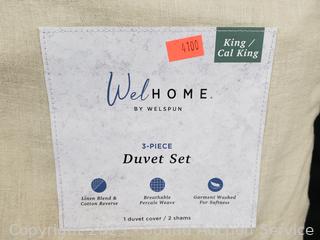 King /
Cal King
4100
WelHOME
BY WELSPUN
3-PIECE
Duvet Set
Linen Blend &
Cotton Reverse
Breathable
Percale Weave
Garment Washed
For Softness
1 duvet cover / 2 shams